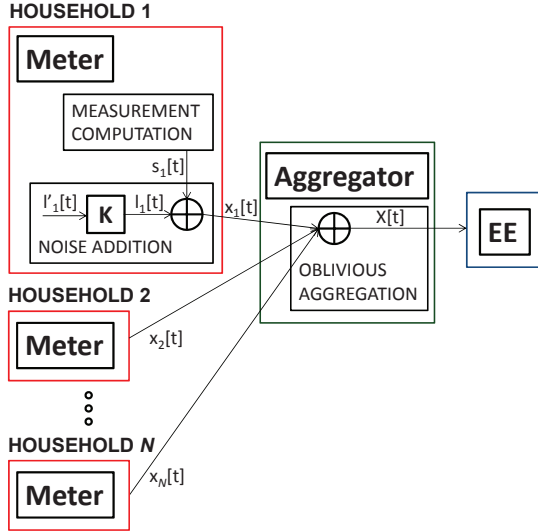 HOUSEHOLD 1
Meter
MEASUREMENT
COMPUTATION
s1[t]
l'1[t]
K
l1[t]
NOISE ADDITION
x1[t]
Aggregator
X[t]
OBLIVIOUS
AGGREGATION
EE
HOUSEHOLD 2
Meter
x2[t]
HOUSEHOLD N
Meter
xN[t]